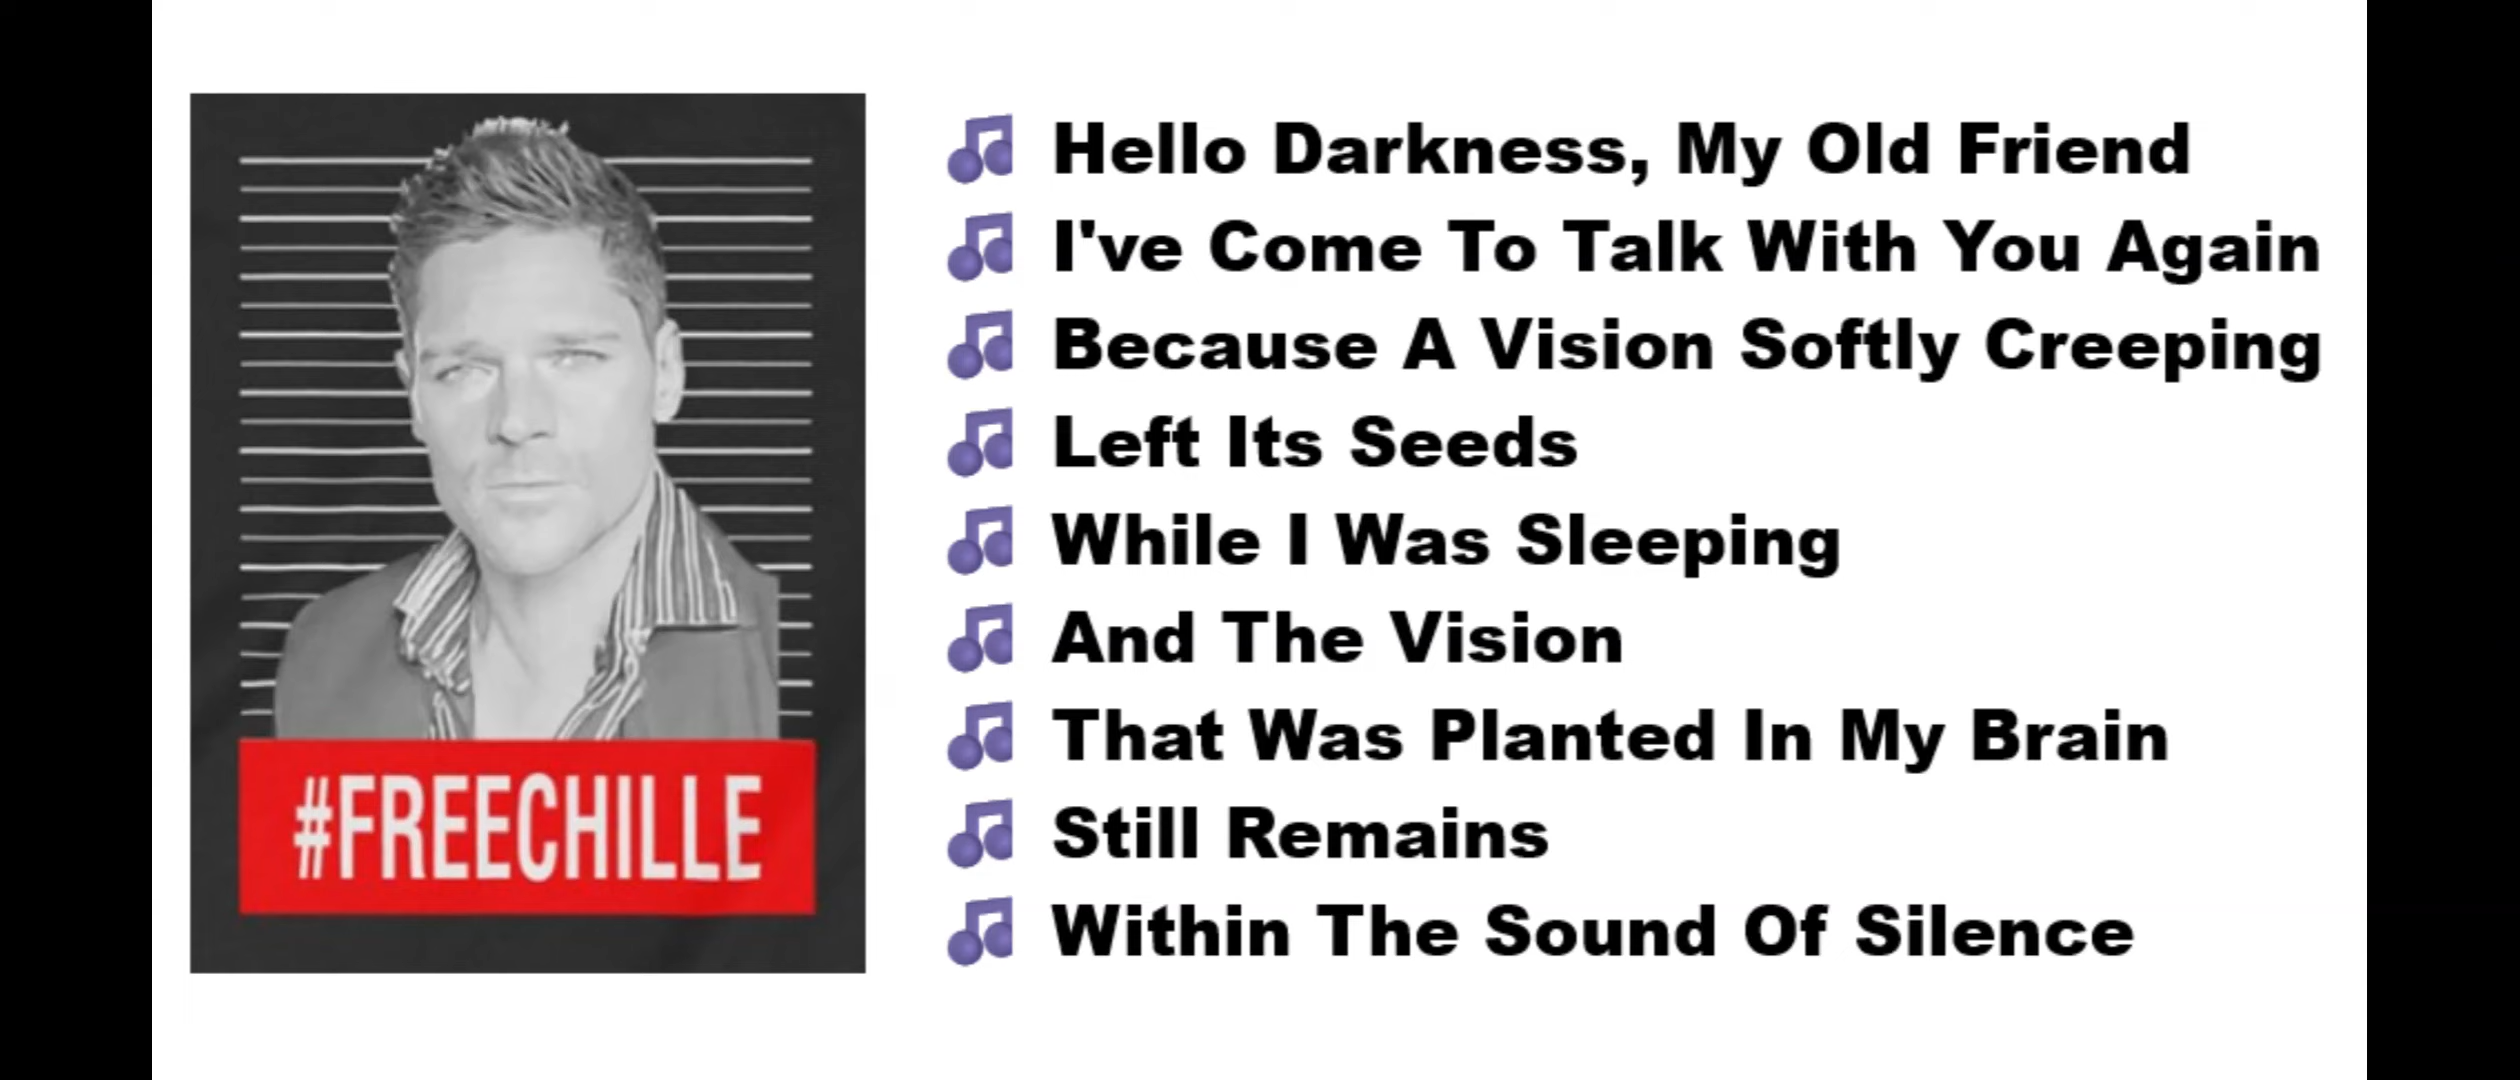 #FREECHILLE
Hello Darkness, My Old Friend
I've Come To Talk With You Again
Because A Vision Softly Creeping
Left Its Seeds
While I Was Sleeping
And The Vision
That Was Planted In My Brain
Still Remains
Within The Sound Of Silence